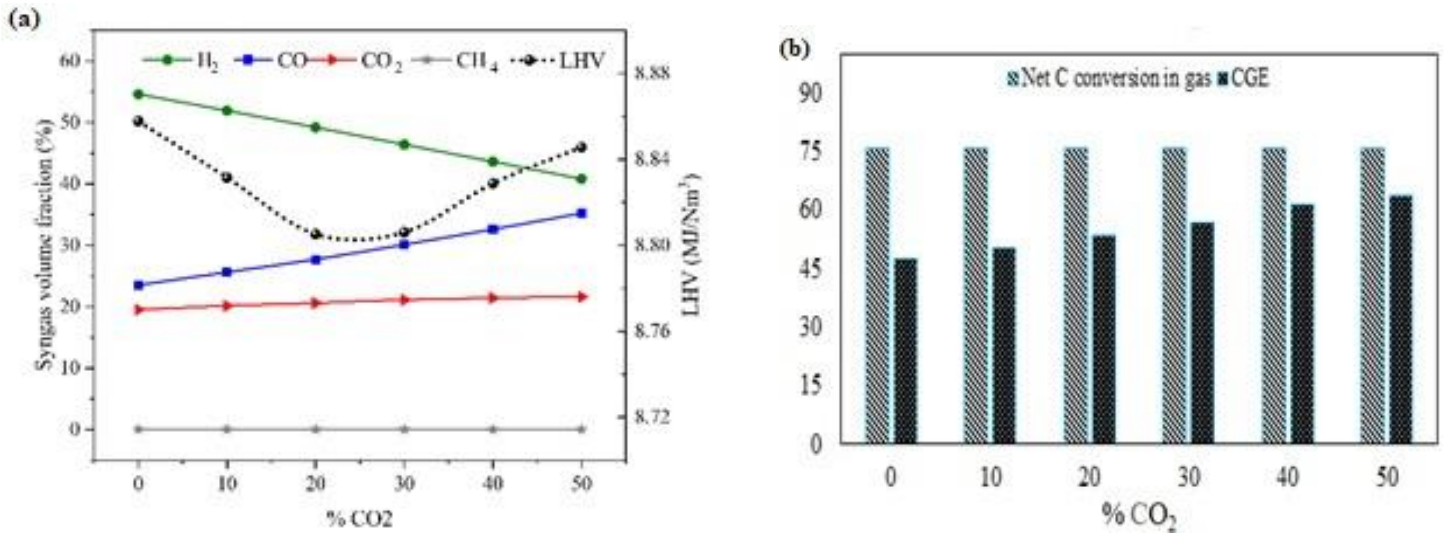 (a)
H2 CO CO2 CH4 LHV
60
50
40
30
20
10
0
Syngas volume fraction (%)
8.88
8.84
8.80
8.76
8.72
LHV (MJ/Nm³)
0 10 20 30 40 50
% CO2
(b)
Net C conversion in gas CGE
90
75
60
45
30
15
0
0 10 20 30 40 50
% CO₂